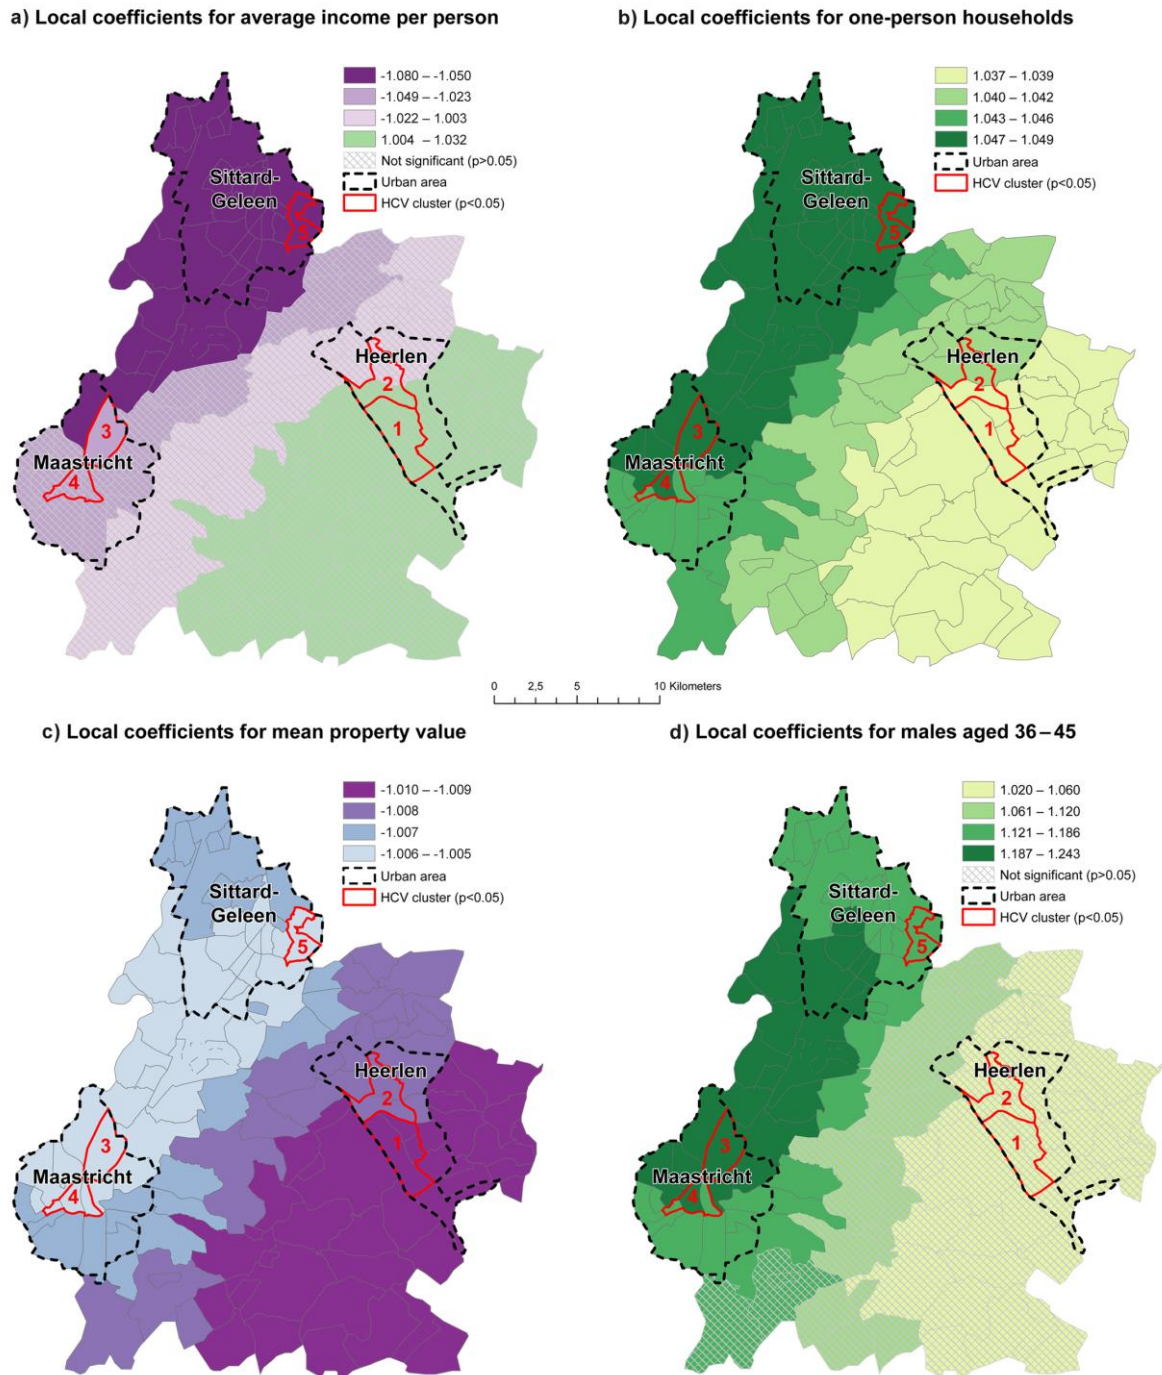 a) Local coefficients for average income per person
-1.080 – -1.050
-1.049 – -1.023
-1.022 – 1.003
1.004 – 1.032
Not significant (p>0.05)
Urban area
HCV cluster (p<0.05)
Sittard-
Geleen
5
Heerlen
2
1
3
Maastricht
4
b) Local coefficients for one-person households
1.037 – 1.039
1.040 – 1.042
1.043 – 1.046
1.047 – 1.049
Urban area
HCV cluster (p<0.05)
Sittard-
Geleen
5
Heerlen
2
1
3
Maastricht
4
0 2,5 5 10 Kilometers
c) Local coefficients for mean property value
-1.010 – -1.009
-1.008
-1.007
-1.006 – -1.005
Urban area
HCV cluster (p<0.05)
Sittard-
Geleen
5
Heerlen
2
1
3
Maastricht
4
d) Local coefficients for males aged 36–45
1.020 – 1.060
1.061 – 1.120
1.121 – 1.186
1.187 – 1.243
Not significant (p>0.05)
Urban area
HCV cluster (p<0.05)
Sittard-
Geleen
5
Heerlen
2
1
3
Maastricht
4